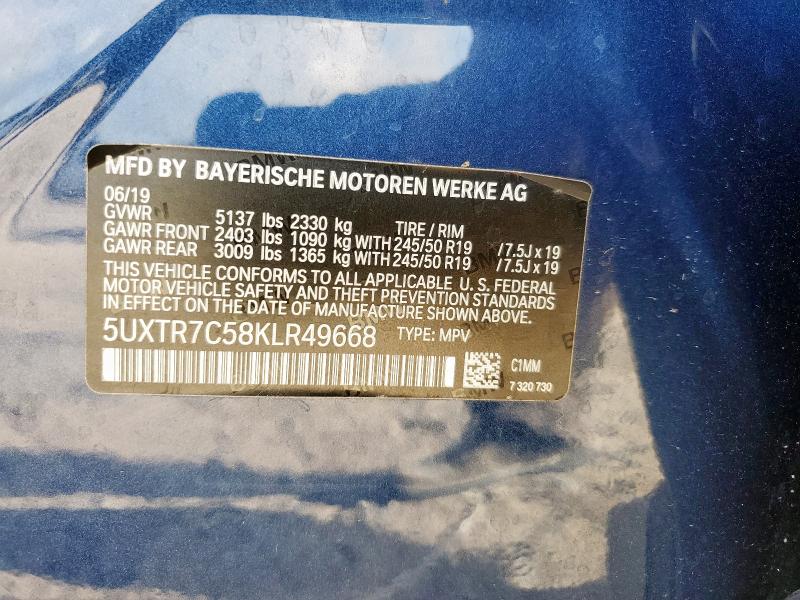 MFD BY BAYERISCHE MOTOREN WERKE AG
06/19
GVWR 5137 lbs 2330 kg TIRE / RIM
GAWR FRONT 2403 lbs 1090 kg WITH 245/50 R19 /7.5J x 19
GAWR REAR 3009 lbs 1365 kg WITH 245/50 R19 /7.5J x 19
THIS VEHICLE CONFORMS TO ALL APPLICABLE U. S. FEDERAL
MOTOR VEHICLE SAFETY AND THEFT PREVENTION STANDARDS
IN EFFECT ON THE DATE OF MANUFACTURE SHOWN ABOVE.
5UXTR7C58KLR49668 TYPE: MPV
C1MM
7 320 730